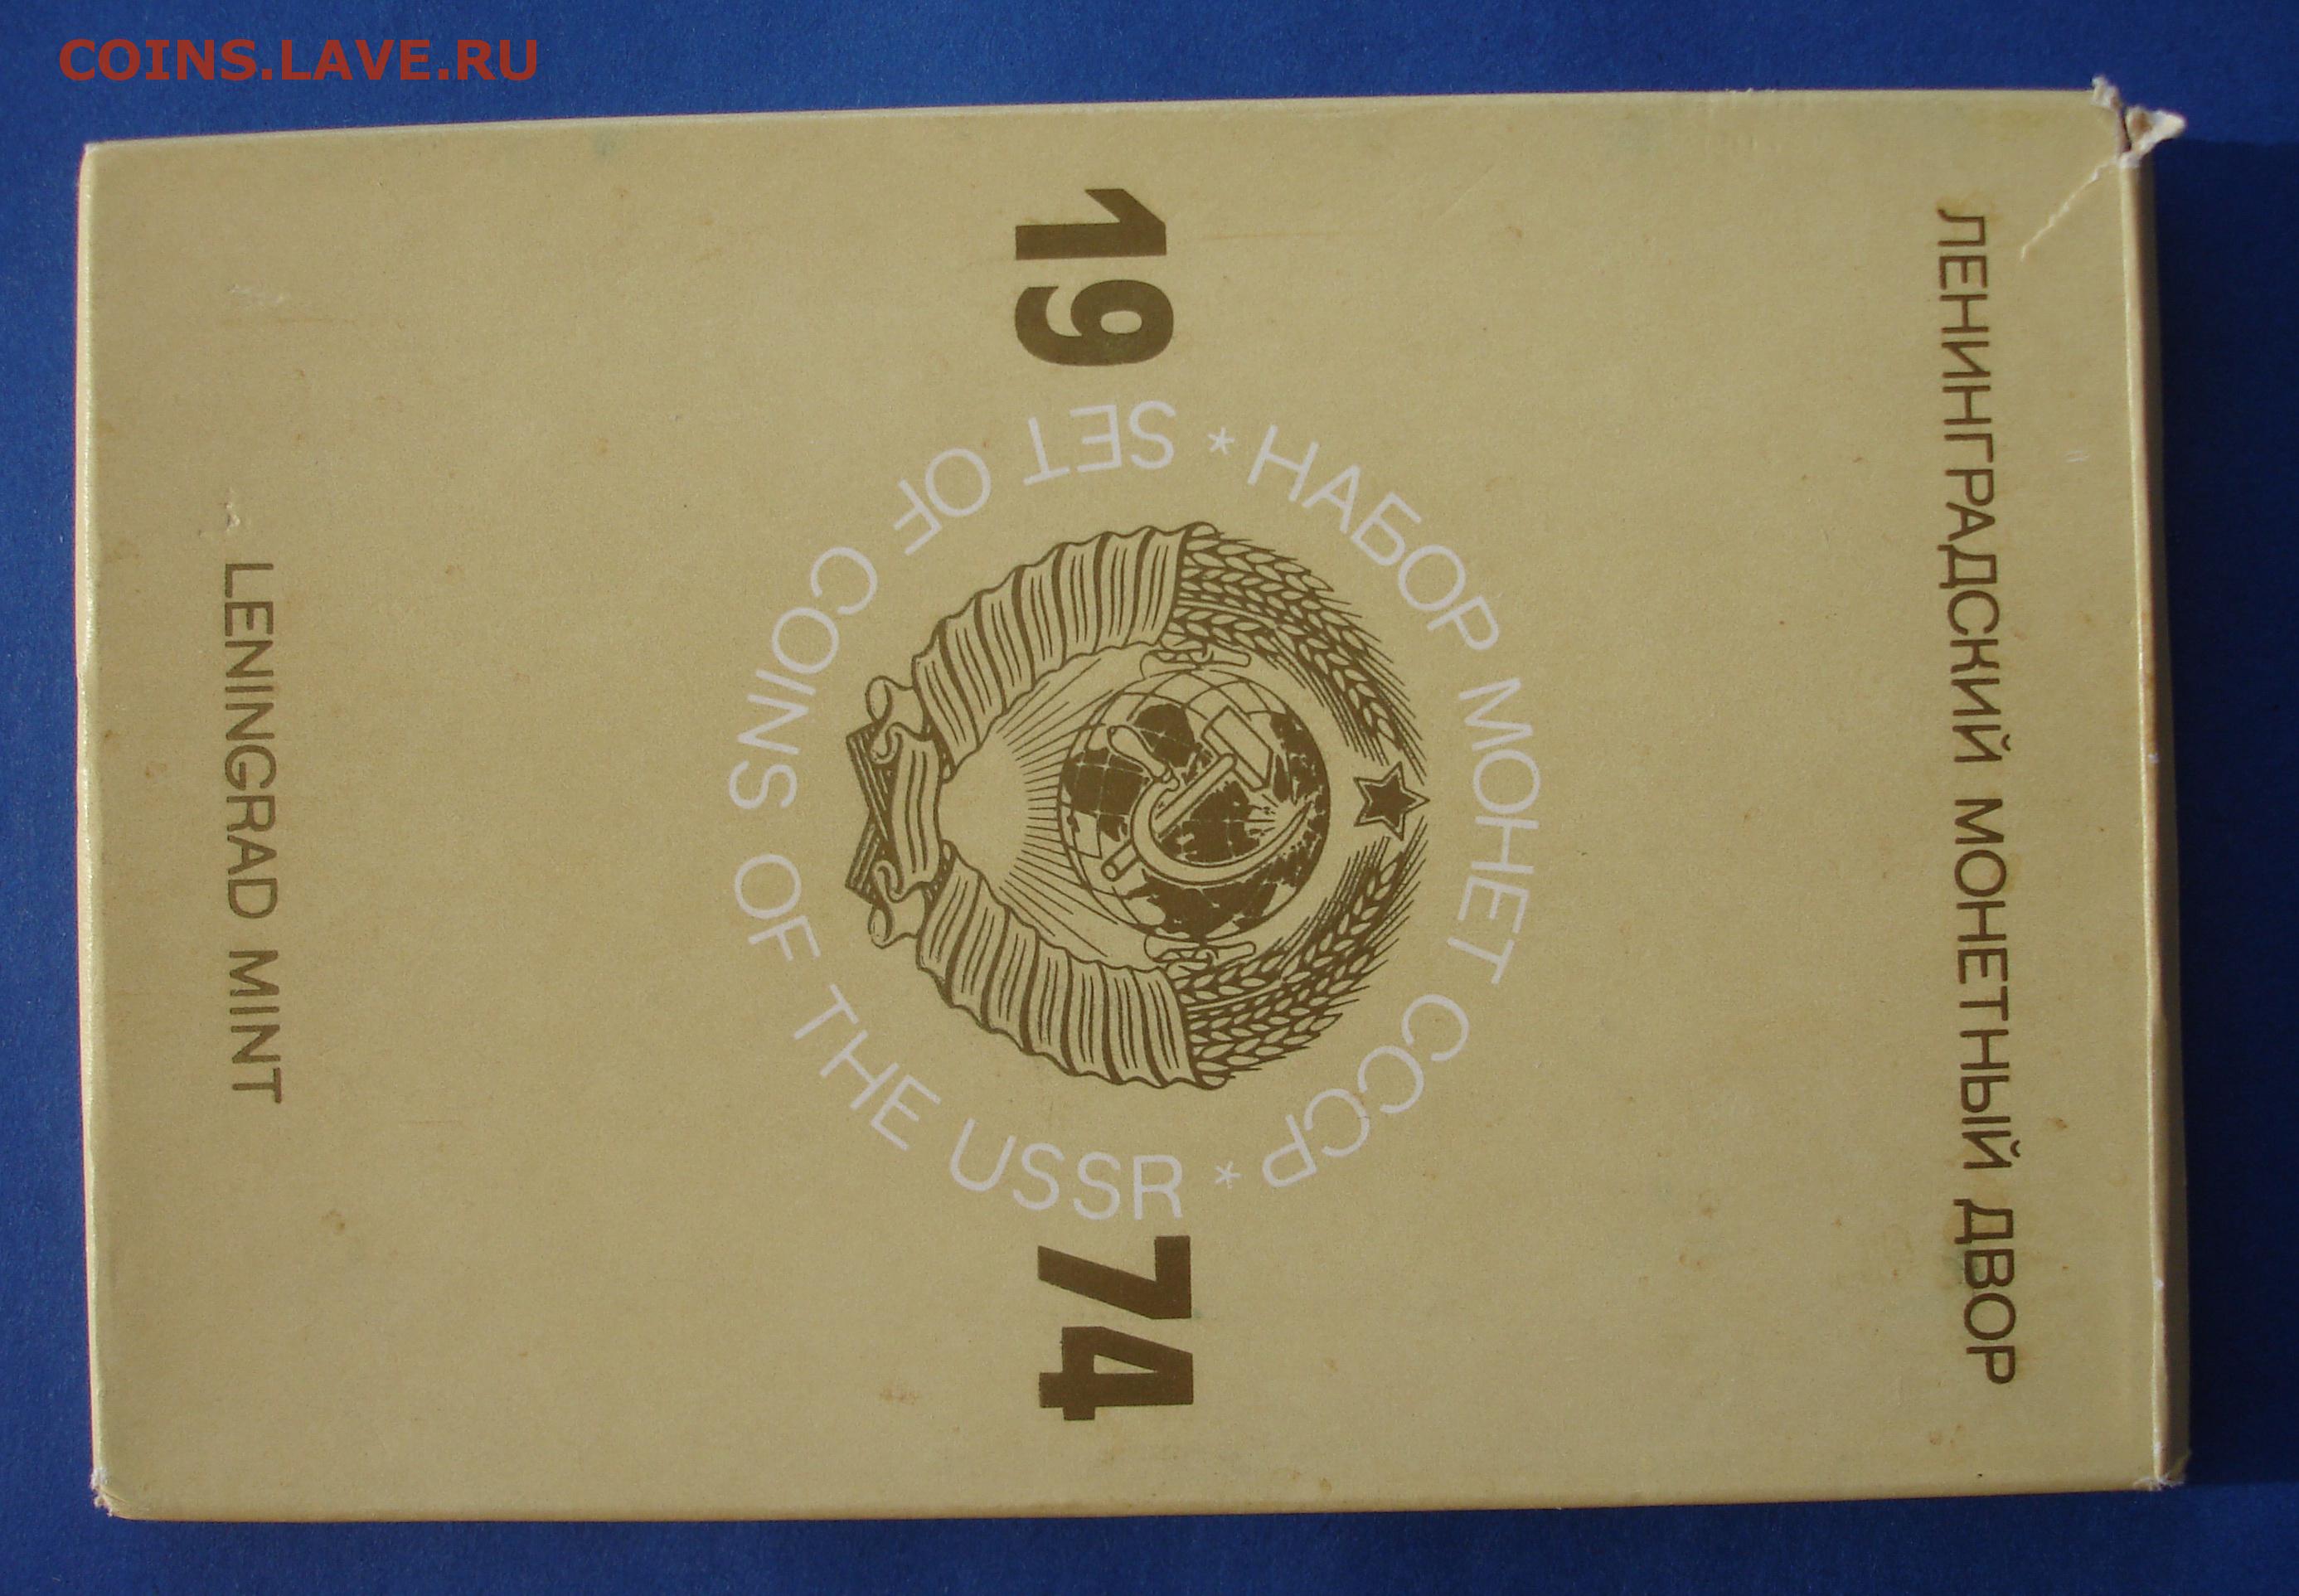 COINS.LAVE.RU
ЛЕНИНГРАДСКИЙ МОНЕТНЫЙ ДВОР
* НАБОР МОНЕТ СССР *
19 74
SET OF COINS OF THE USSR
LENINGRAD MINT